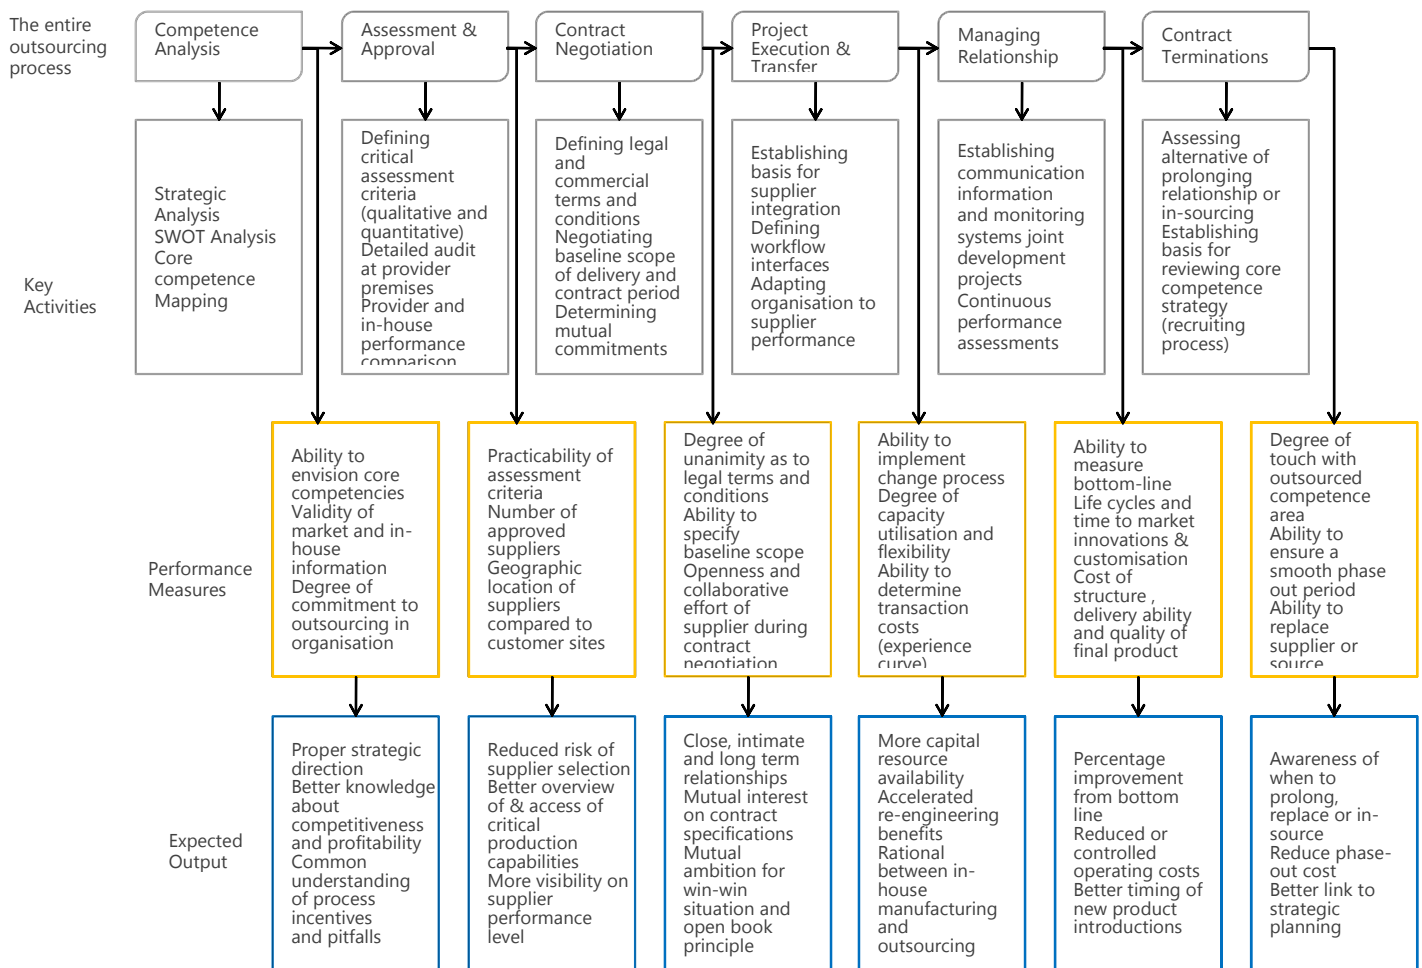 The entire
outsourcing
process
Competence
Analysis
Assessment &
Approval
Contract
Negotiation
Project
Execution &
Transfer
Managing
Relationship
Contract
Terminations
Key
Activities
Strategic
Analysis
SWOT Analysis
Core
competence
Mapping
Defining
critical
assessment
criteria
(qualitative and
quantitative)
Detailed audit
at provider
premises
Provider and
in-house
performance
comparison
Defining legal
and
commercial
terms and
conditions
Negotiating
baseline scope
of delivery and
contract period
Determining
mutual
commitments
Establishing
basis for
supplier
integration
Defining
workflow
interfaces
Adapting
organisation to
supplier
performance
Establishing
communication
information
and monitoring
systems joint
development
projects
Continuous
performance
assessments
Assessing
alternative of
prolonging
relationship or
in-sourcing
Establishing
basis for
reviewing core
competence
strategy
(recruiting
process)
Performance
Measures
Ability to
envision core
competencies
Validity of
market and in-
house
information
Degree of
commitment to
outsourcing in
organisation
Practicability of
assessment
criteria
Number of
approved
suppliers
Geographic
location of
suppliers
compared to
customer sites
Degree of
unanimity as to
legal terms and
conditions
Ability to
specify
baseline scope
Openness and
collaborative
effort of
supplier during
contract
negotiation
Ability to
implement
change process
Degree of
capacity
utilisation and
flexibility
Ability to
determine
transaction
costs
(experience
curve)
Ability to
measure
bottom-line
Life cycles and
time to market
innovations &
customisation
Cost of
structure ,
delivery ability
and quality of
final product
Degree of
touch with
outsourced
competence
area
Ability to
ensure a
smooth phase
out period
Ability to
replace
supplier or
source
Expected
Output
Proper strategic
direction
Better knowledge
about
competitiveness
and profitability
Common
understanding
of process
incentives
and pitfalls
Reduced risk of
supplier selection
Better overview
of & access of
critical
production
capabilities
More visibility on
supplier
performance
level
Close, intimate
and long term
relationships
Mutual interest
on contract
specifications
Mutual
ambition for
win-win
situation and
open book
principle
More capital
resource
availability
Accelerated
re-engineering
benefits
Rational
between in-
house
manufacturing
and
outsourcing
Percentage
improvement
from bottom
line
Reduced or
controlled
operating costs
Better timing of
new product
introductions
Awareness of
when to
prolong,
replace or in-
source
Reduce phase-
out cost
Better link to
strategic
planning